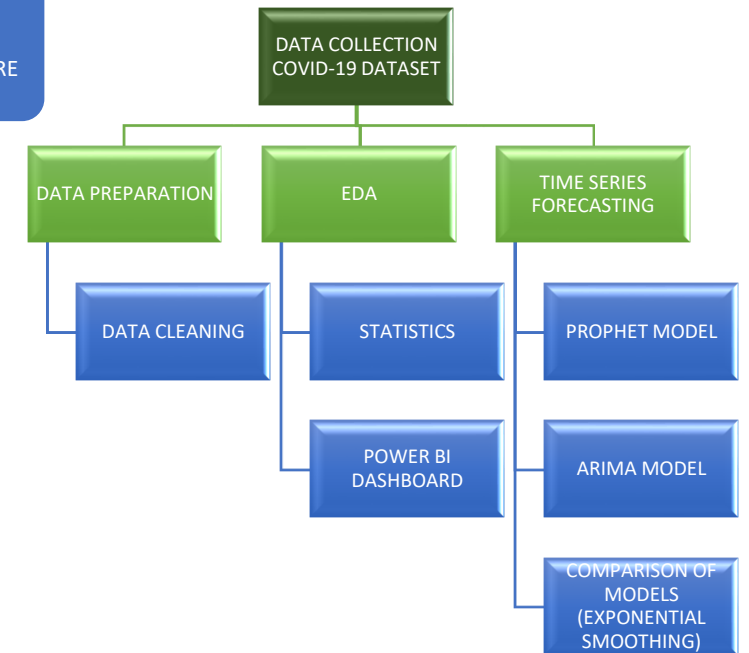 RE
DATA COLLECTION
COVID-19 DATASET
DATA PREPARATION
EDA
TIME SERIES
FORECASTING
DATA CLEANING
STATISTICS
PROPHET MODEL
POWER BI
DASHBOARD
ARIMA MODEL
COMPARISON OF
MODELS
(EXPONENTIAL
SMOOTHING)